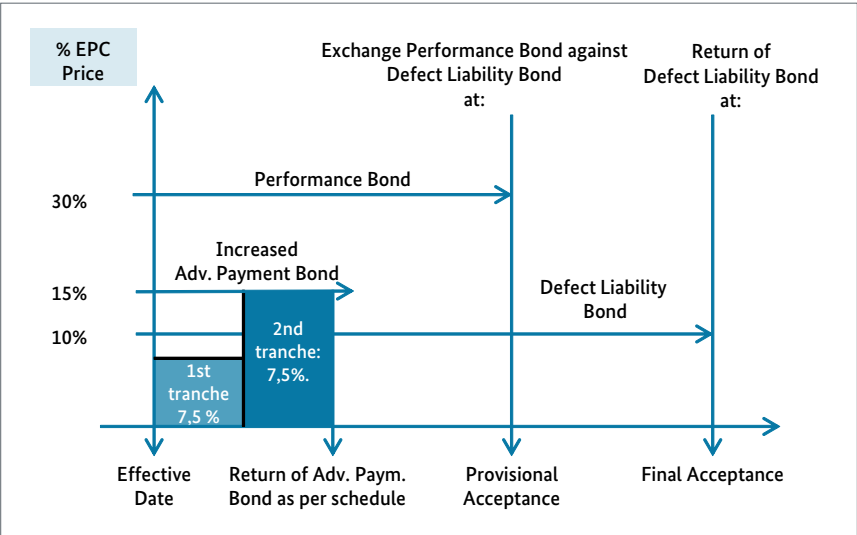 % EPC
Price
Exchange Performance Bond against
Defect Liability Bond
at:
Return of
Defect Liability Bond
at:
Performance Bond
30%
Increased
Adv. Payment Bond
15%
Defect Liability
Bond
10%
2nd
tranche:
7,5%.
1st
tranche
7,5 %
Effective
Date
Return of Adv. Paym.
Bond as per schedule
Provisional
Acceptance
Final Acceptance